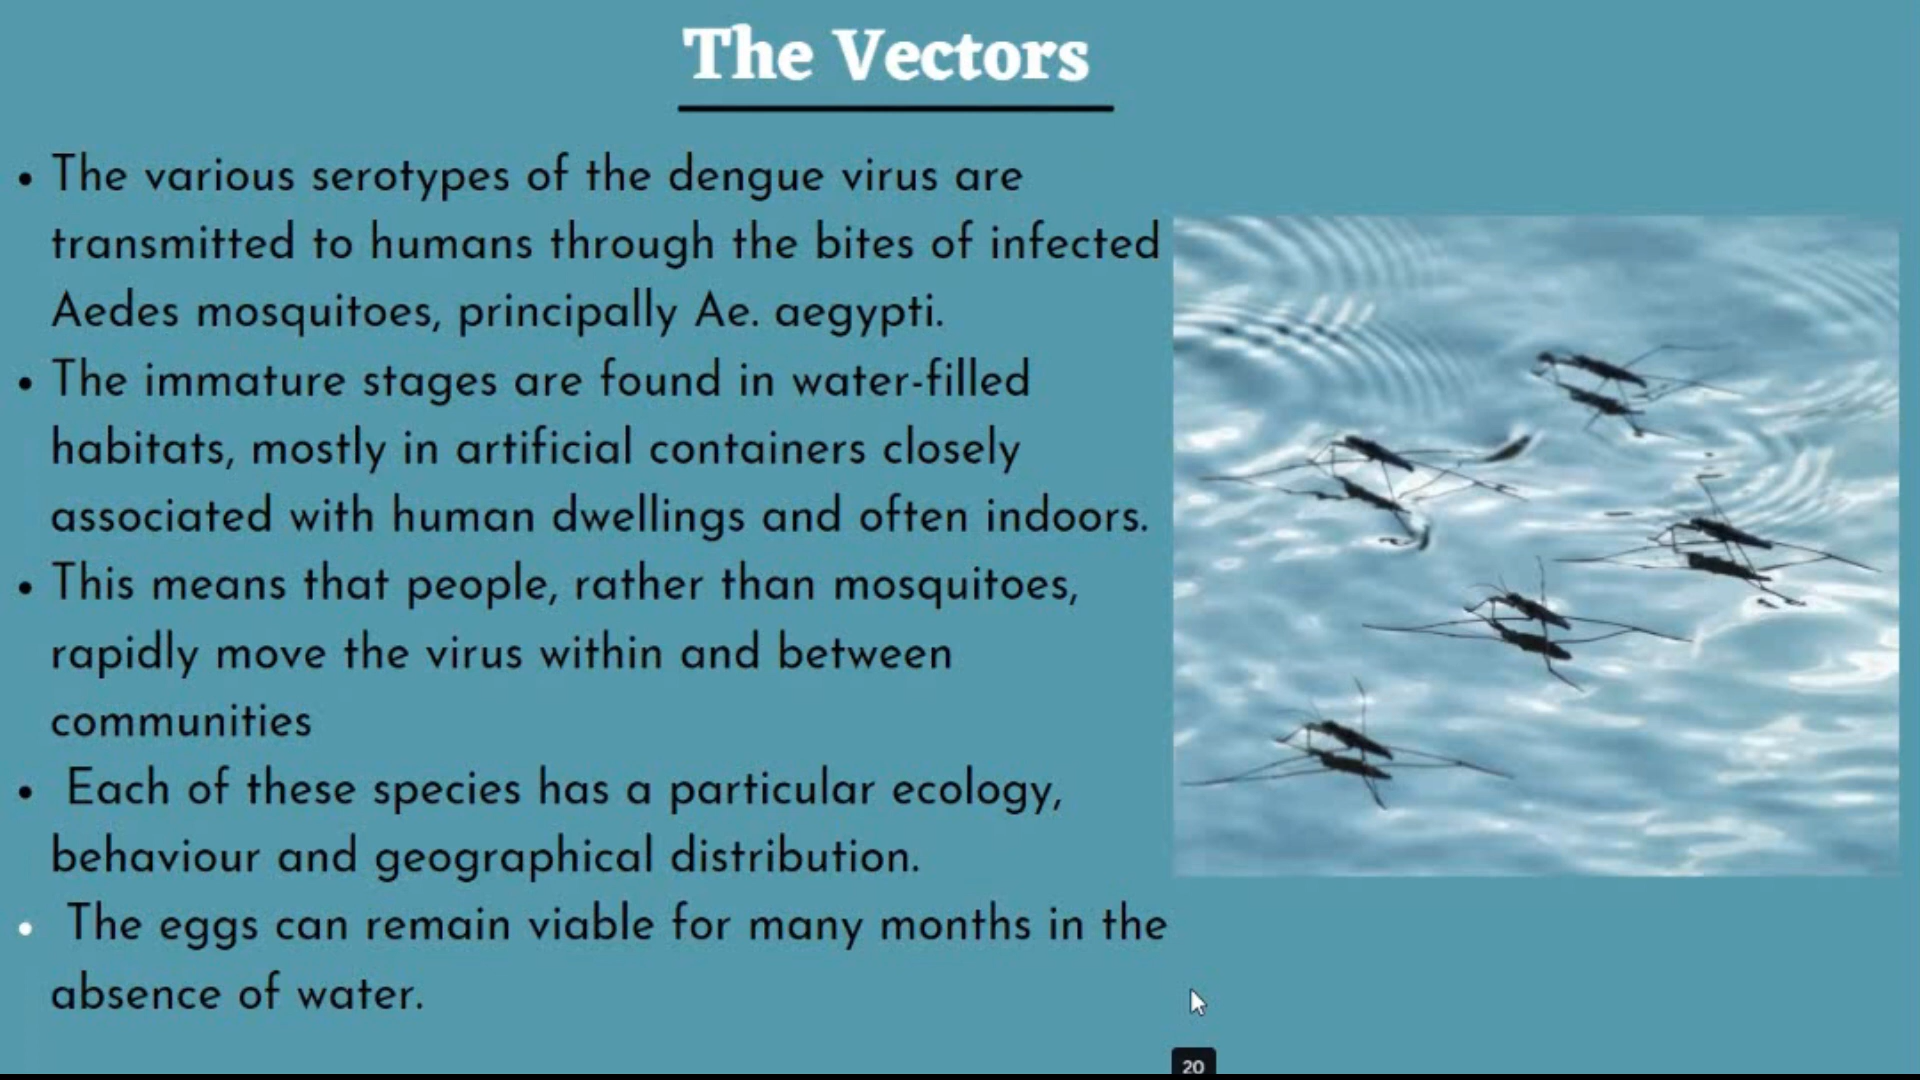 The Vectors
• The various serotypes of the dengue virus are
transmitted to humans through the bites of infected
Aedes mosquitoes, principally Ae. aegypti.
• The immature stages are found in water-filled
habitats, mostly in artificial containers closely
associated with human dwellings and often indoors.
• This means that people, rather than mosquitoes,
rapidly move the virus within and between
communities
• Each of these species has a particular ecology,
behaviour and geographical distribution.
• The eggs can remain viable for many months in the
absence of water.
20